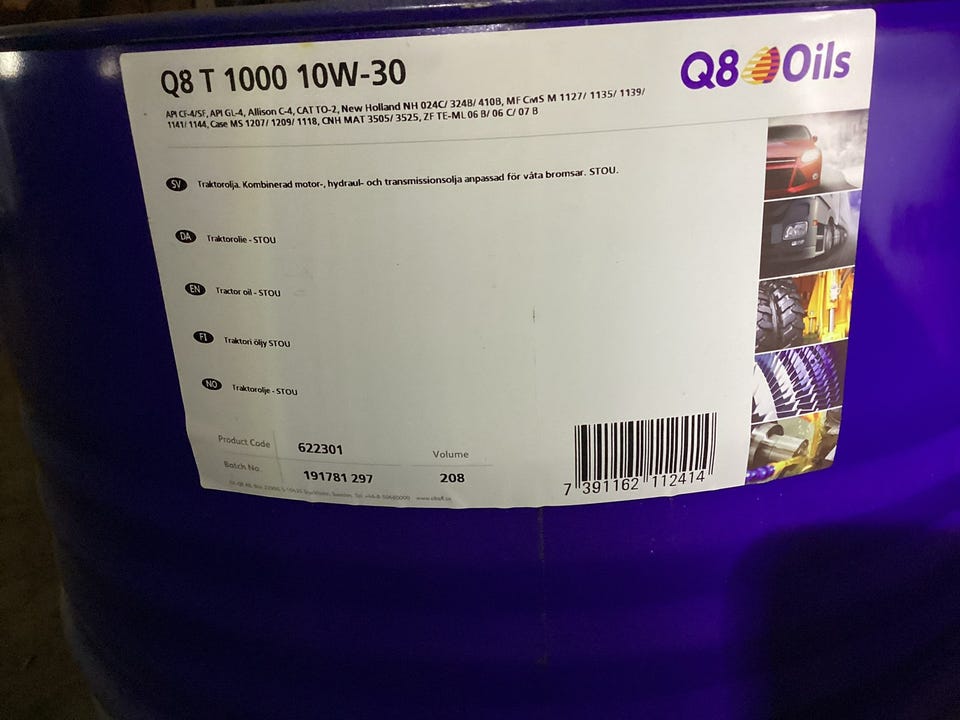 Q8 T 1000 10W-30
Q8 Oils
API CF-4/SF, API GL-4, Allison C-4, CAT TO-2, New Holland NH 024C/ 324B/ 410B, MF CMS M 1127/ 1135/ 1139/
1141/ 1144, Case MS 1207/ 1209/ 1118, CNH MAT 3505/ 3525, ZF TE-ML 06 B/ 06 C/ 07 B
SV Traktorolja. Kombinerad motor-, hydraul- och transmissionsolja anpassad för våta bromsar. STOU.
DA Traktorolie - STOU
EN Tractor oil - STOU
FI Traktori öljy STOU
NO Traktorolje - STOU
Product Code 622301 Volume
Batch No. 191781 297 208
7 391162 112414